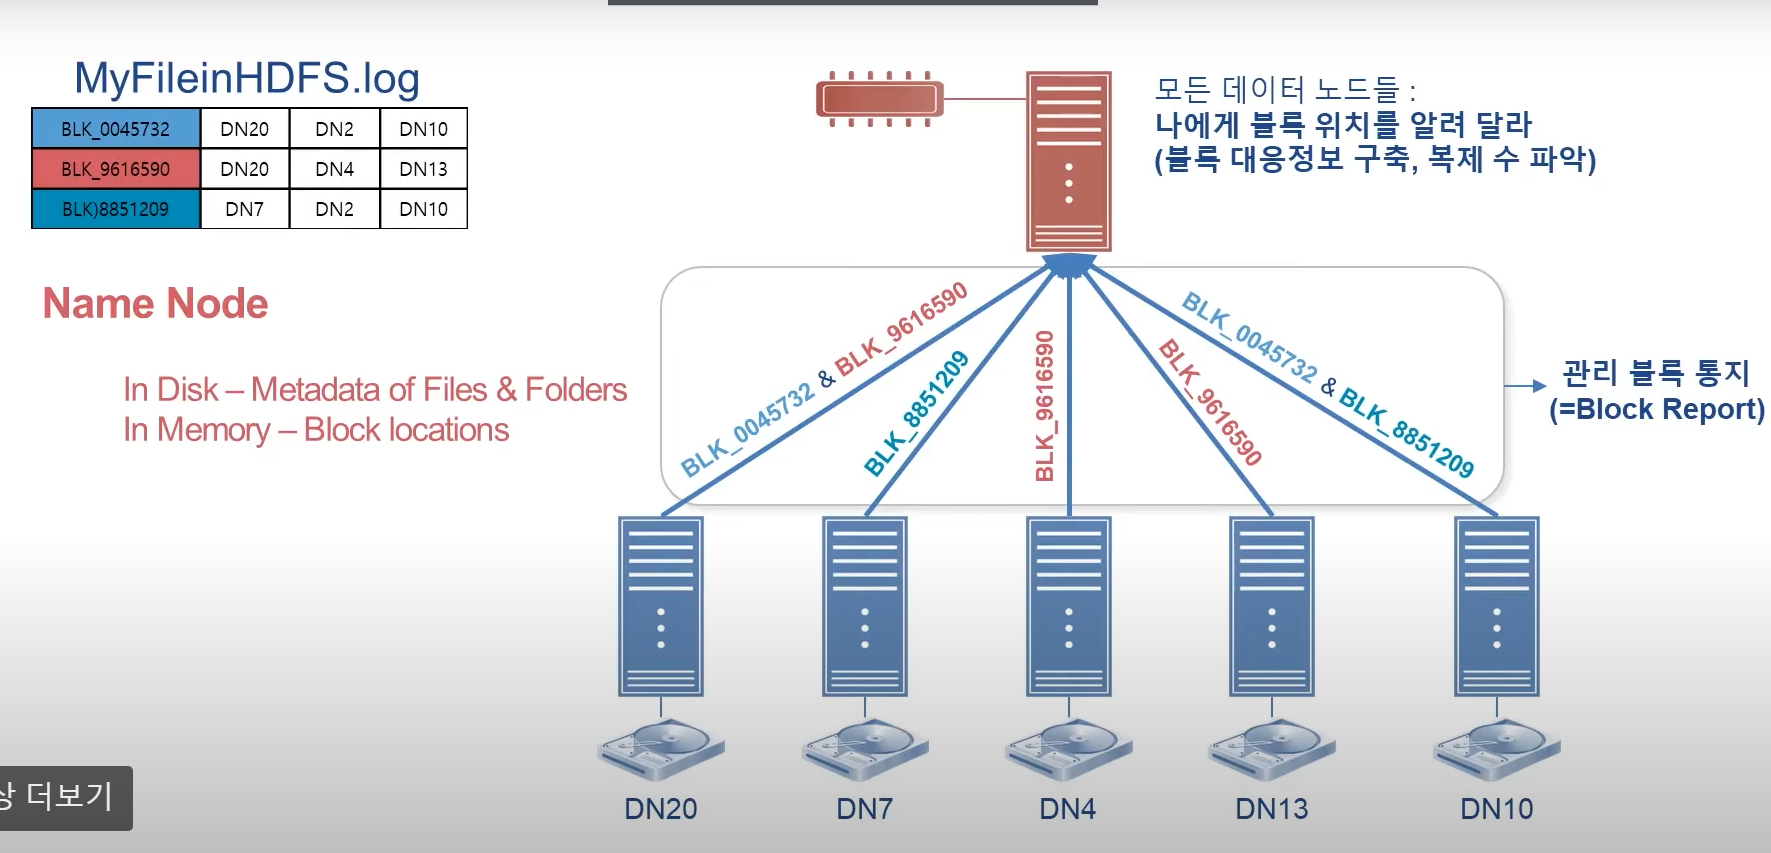 MyFileinHDFS.log
BLK_0045732 DN20 DN2 DN10
BLK_9616590 DN20 DN4 DN13
BLK)8851209 DN7 DN2 DN10
Name Node
In Disk – Metadata of Files & Folders
In Memory – Block locations
모든 데이터 노드들 :
나에게 블록 위치를 알려 달라
(블록 대응정보 구축, 복제 수 파악)
BLK_0045732 & BLK_9616590
BLK_8851209
BLK_9616590
BLK_9616590
BLK_0045732 & BLK_8851209
관리 블록 통지
(=Block Report)
DN20
DN7
DN4
DN13
DN10
더보기